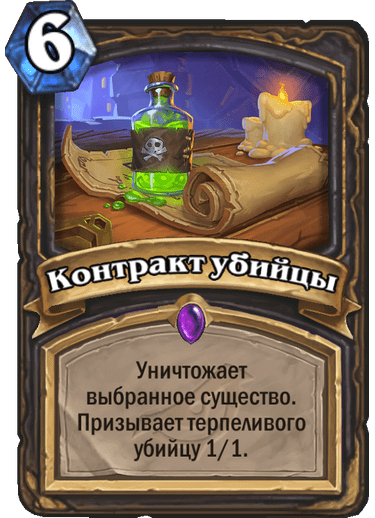 6
Контракт убийцы
Уничтожает
выбранное существо.
Призывает терпеливого
убийцу 1/1.